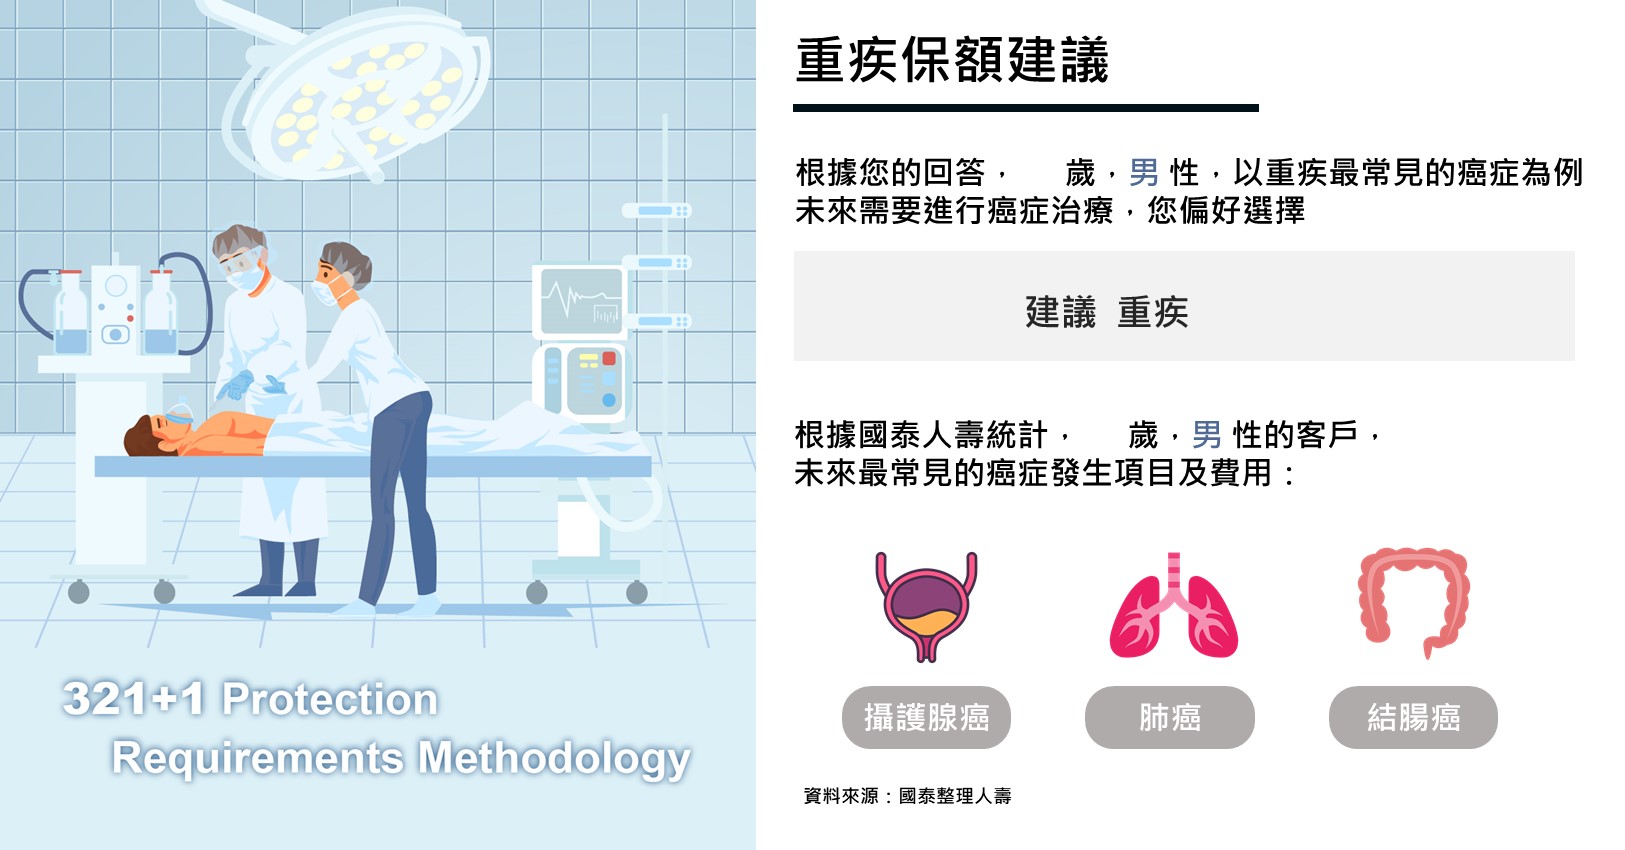 321+1 Protection
Requirements Methodology
重疾保額建議
根據您的回答， 歲，男 性，以重疾最常見的癌症為例
未來需要進行癌症治療，您偏好選擇
建議 重疾
根據國泰人壽統計， 歲，男 性的客戶，
未來最常見的癌症發生項目及費用：
攝護腺癌
肺癌
結腸癌
資料來源：國泰整理人壽